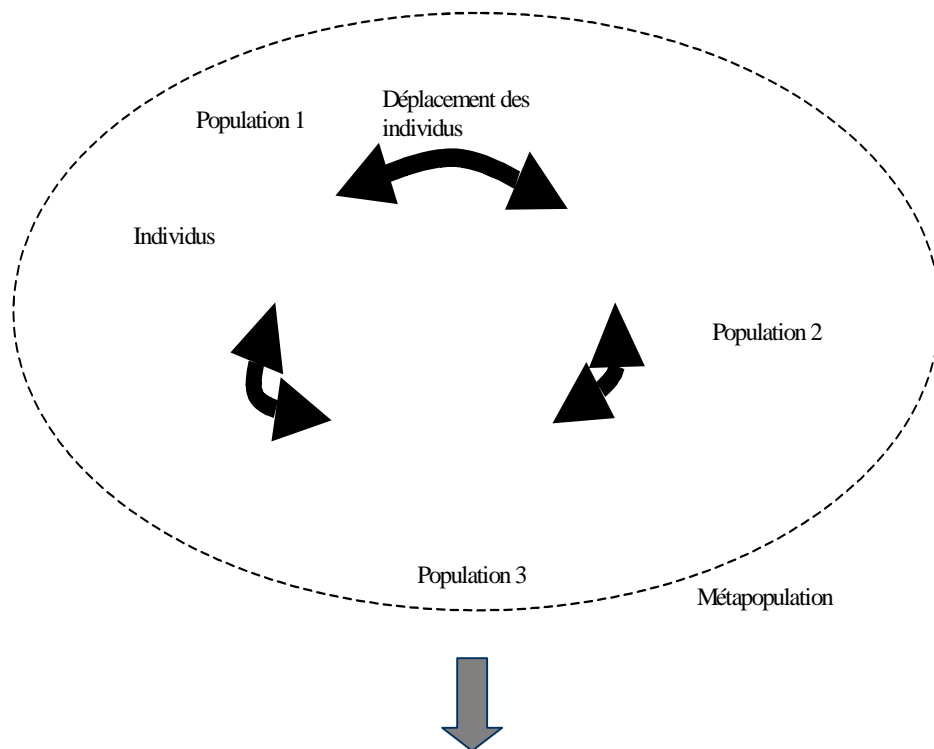 Déplacement des
individus
Population 1
Individus
Population 2
Population 3
Métapopulation